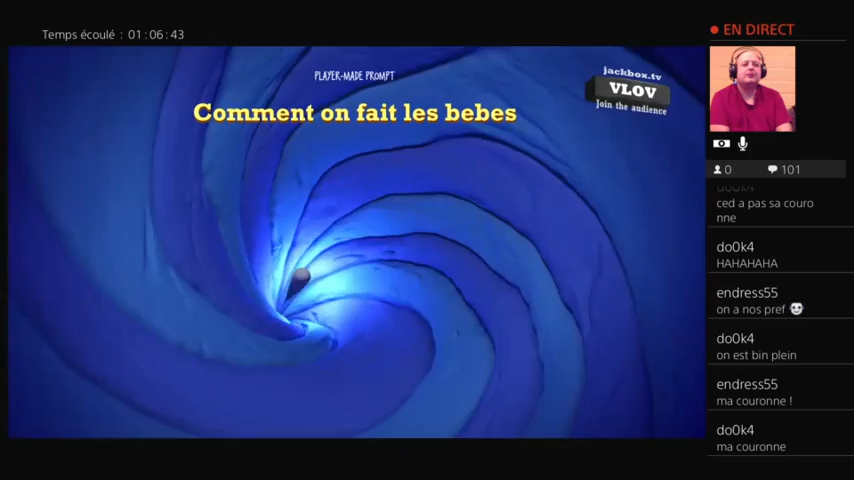 Temps écoulé : 01:06:43
EN DIRECT
PLAYER-MADE PROMPT
Comment on fait les bebes
jackbox.tv
VLOV
Join the audience
0
101
do0k4
ced a pas sa couro
nne
do0k4
HAHAHAHA
endress55
on a nos pref
do0k4
on est bin plein
endress55
ma couronne !
do0k4
ma couronne